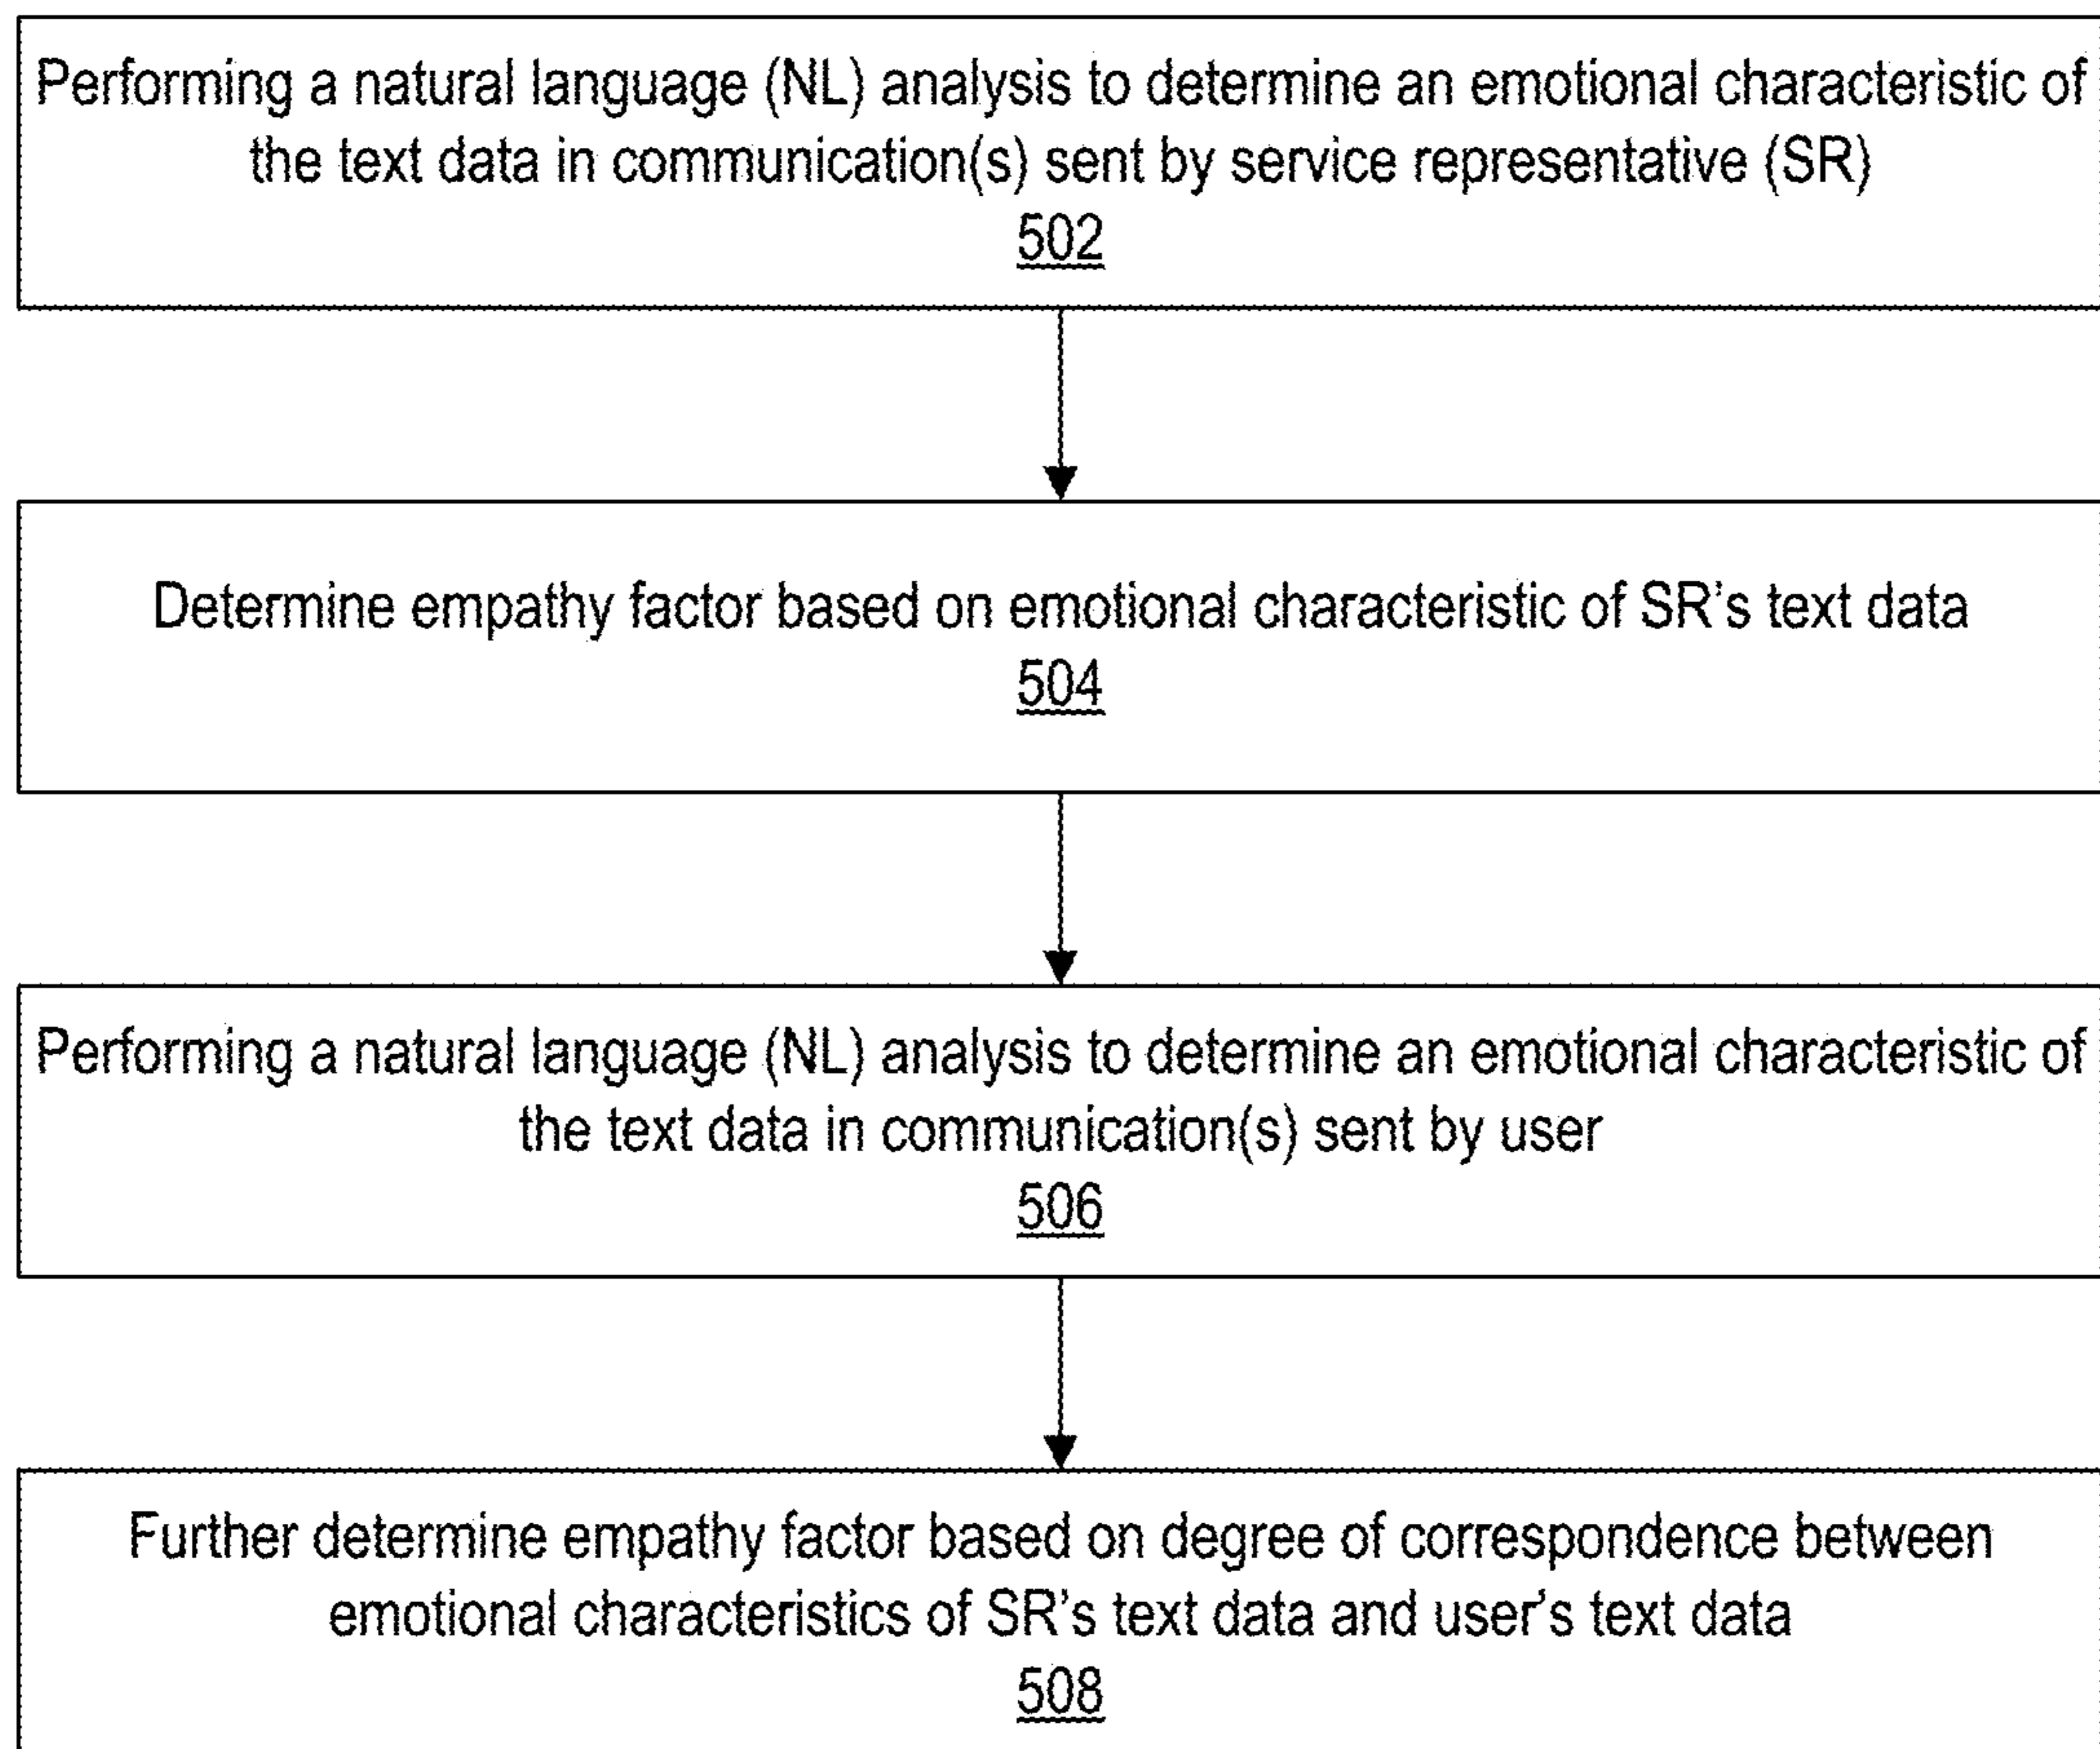 Performing a natural language (NL) analysis to determine an emotional characteristic of
the text data in communication(s) sent by service representative (SR)
502
Determine empathy factor based on emotional characteristic of SR's text data
504
Performing a natural language (NL) analysis to determine an emotional characteristic of
the text data in communication(s) sent by user
506
Further determine empathy factor based on degree of correspondence between
emotional characteristics of SR's text data and user's text data
508